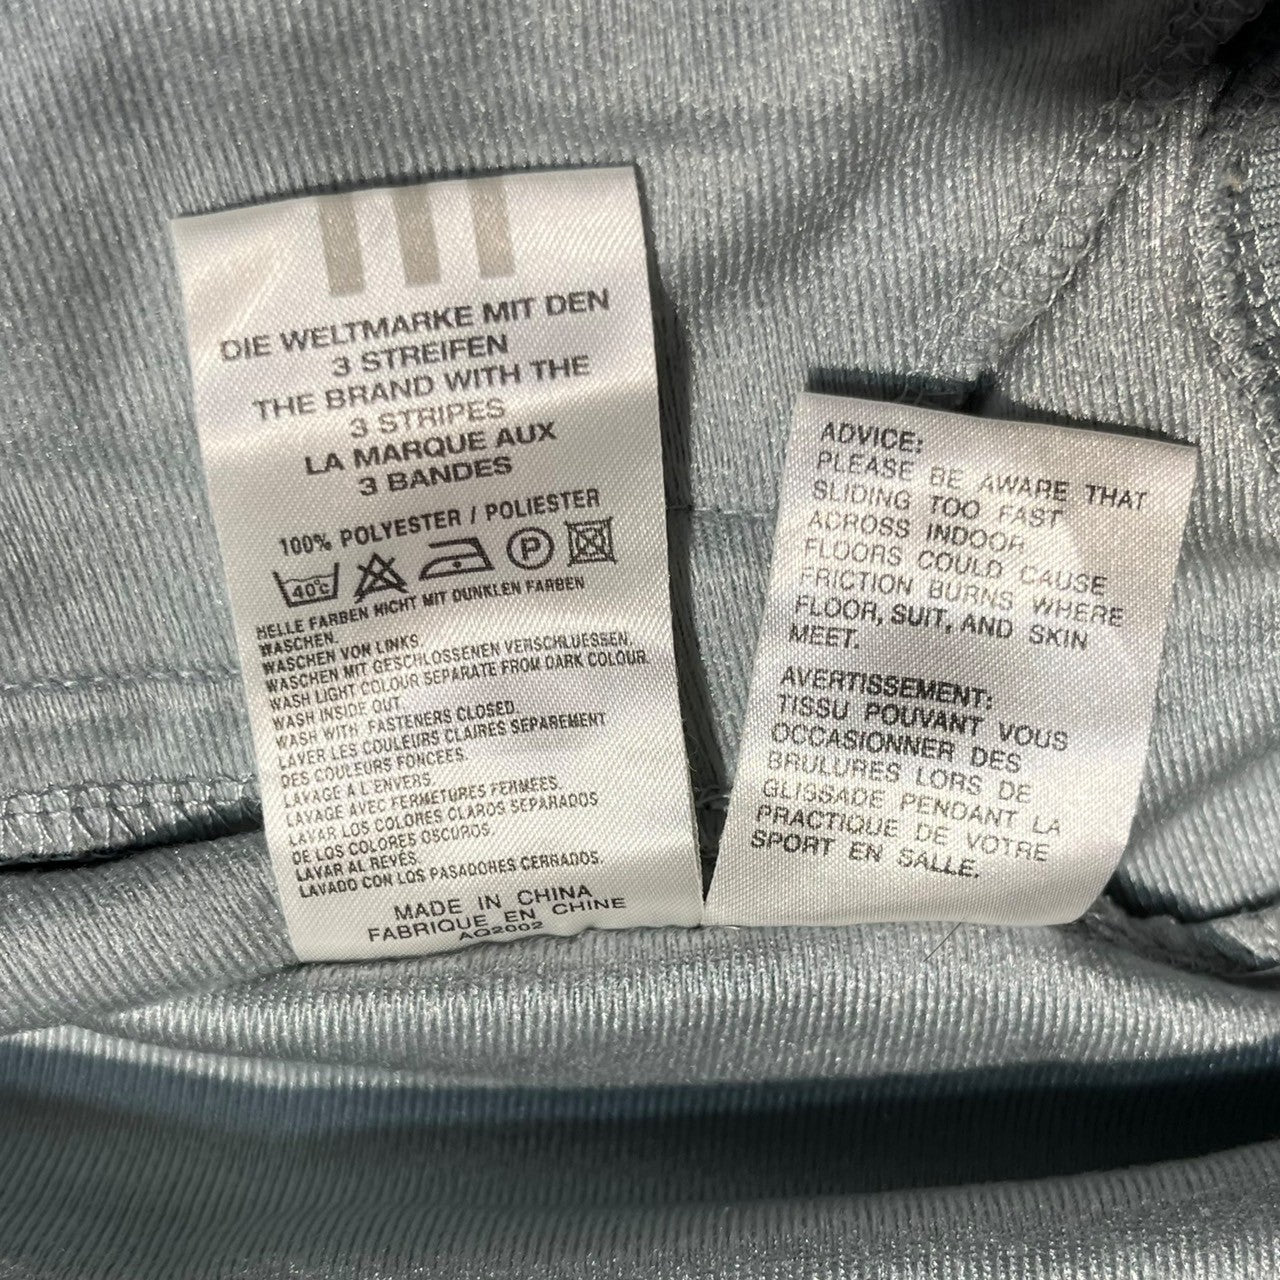 DIE WELTMARKE MIT DEN
3 STREIFEN
THE BRAND WITH THE
3 STRIPES
LA MARQUE AUX
3 BANDES
100% POLYESTER / POLIESTER
40°C P
HELLE FARBEN NICHT MIT DUNKLEN FARBEN
WASCHEN.
WASCHEN VON LINKS.
WASCHEN MIT GESCHLOSSENEN VERSCHLUESSEN.
WASH LIGHT COLOUR SEPARATE FROM DARK COLOUR.
WASH INSIDE OUT.
WASH WITH FASTENERS CLOSED.
LAVER LES COULEURS CLAIRES SEPAREMENT
DES COULEURS FONCEES.
LAVAGE A L'ENVERS.
LAVAGE AVEC FERMETURES FERMEES.
LAVAR LOS COLORES CLAROS SEPARADOS
DE LOS COLORES OSCUROS.
LAVAR AL REVES.
LAVADO CON LOS PASADORES CERRADOS.
MADE IN CHINA
FABRIQUE EN CHINE
AG2002
ADVICE:
PLEASE BE AWARE THAT
SLIDING TOO FAST
ACROSS INDOOR
FLOORS COULD CAUSE
FRICTION BURNS WHERE
FLOOR, SUIT, AND SKIN
MEET.
AVERTISSEMENT:
TISSU POUVANT VOUS
OCCASIONNER DES
BRULURES LORS DE
GLISSADE PENDANT LA
PRACTIQUE DE VOTRE
SPORT EN SALLE.